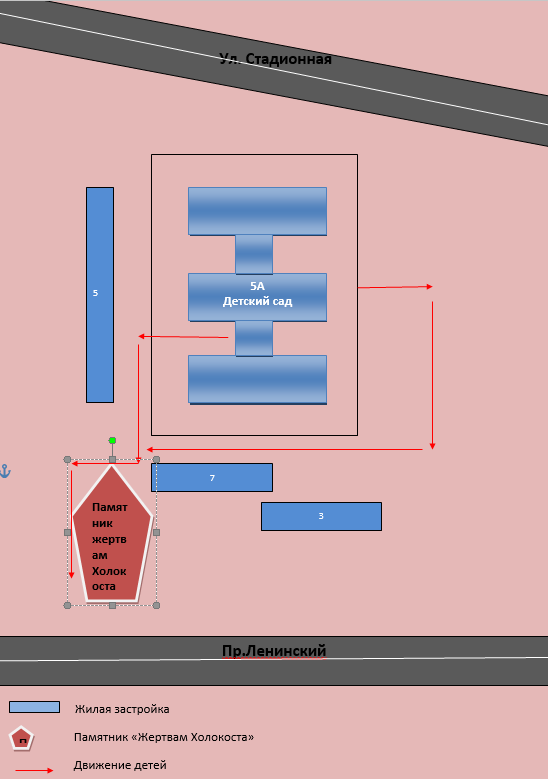 Ул. Стадионная
5А
Детский сад
5
7
3
Памят
ник
жертв
ам
Холок
оста
Пр.Ленинский
Жилая застройка
Памятник «Жертвам Холокоста»
Движение детей